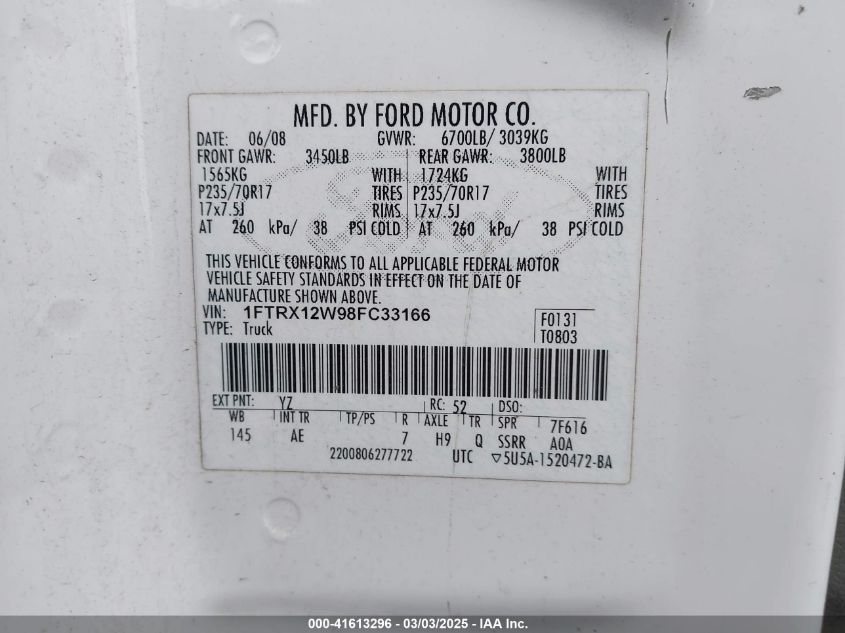 MFD. BY FORD MOTOR CO.
DATE: 06/08 GVWR: 6700LB/ 3039KG
FRONT GAWR: 3450LB REAR GAWR: 3800LB
1565KG WITH 1724KG WITH
P235/70R17 TIRES P235/70R17 TIRES
17x7.5J RIMS 17x7.5J RIMS
AT 260 kPa/ 38 PSI COLD AT 260 kPa/ 38 PSI COLD
THIS VEHICLE CONFORMS TO ALL APPLICABLE FEDERAL MOTOR
VEHICLE SAFETY STANDARDS IN EFFECT ON THE DATE OF
MANUFACTURE SHOWN ABOVE.
VIN: 1FTRX12W98FC33166 F0131
TYPE: Truck T0803
EXT PNT: YZ RC: 52 DSO:
WB INT TR TP/PS R AXLE TR SPR 7F616
145 AE 7 H9 Q SSRR A0A
2200806277722 UTC ▽5U5A-1520472-BA
000-41613296 - 03/03/2025 - IAA Inc.